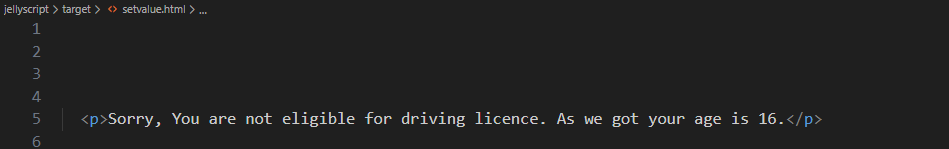 jellyscript > target > <> setvalue.html > ...
1
2
3
4
5 <p>Sorry, You are not eligible for driving licence. As we got your age is 16.</p>
6